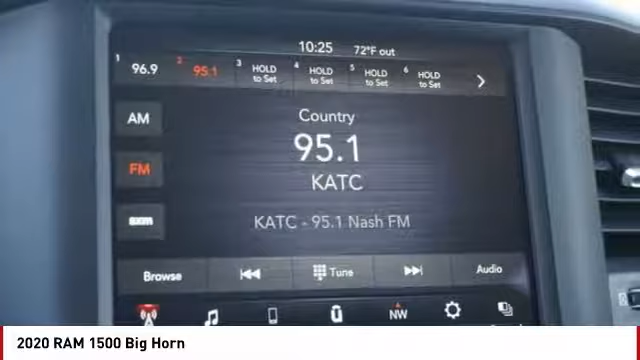 10:25 72°F out
1 96.9 2 95.1 3 HOLD to Set 4 HOLD to Set 5 HOLD to Set 6 HOLD to Set
AM
Country
95.1
FM
KATC
sxm
KATC - 95.1 Nash FM
Browse Tune Audio
NW
2020 RAM 1500 Big Horn